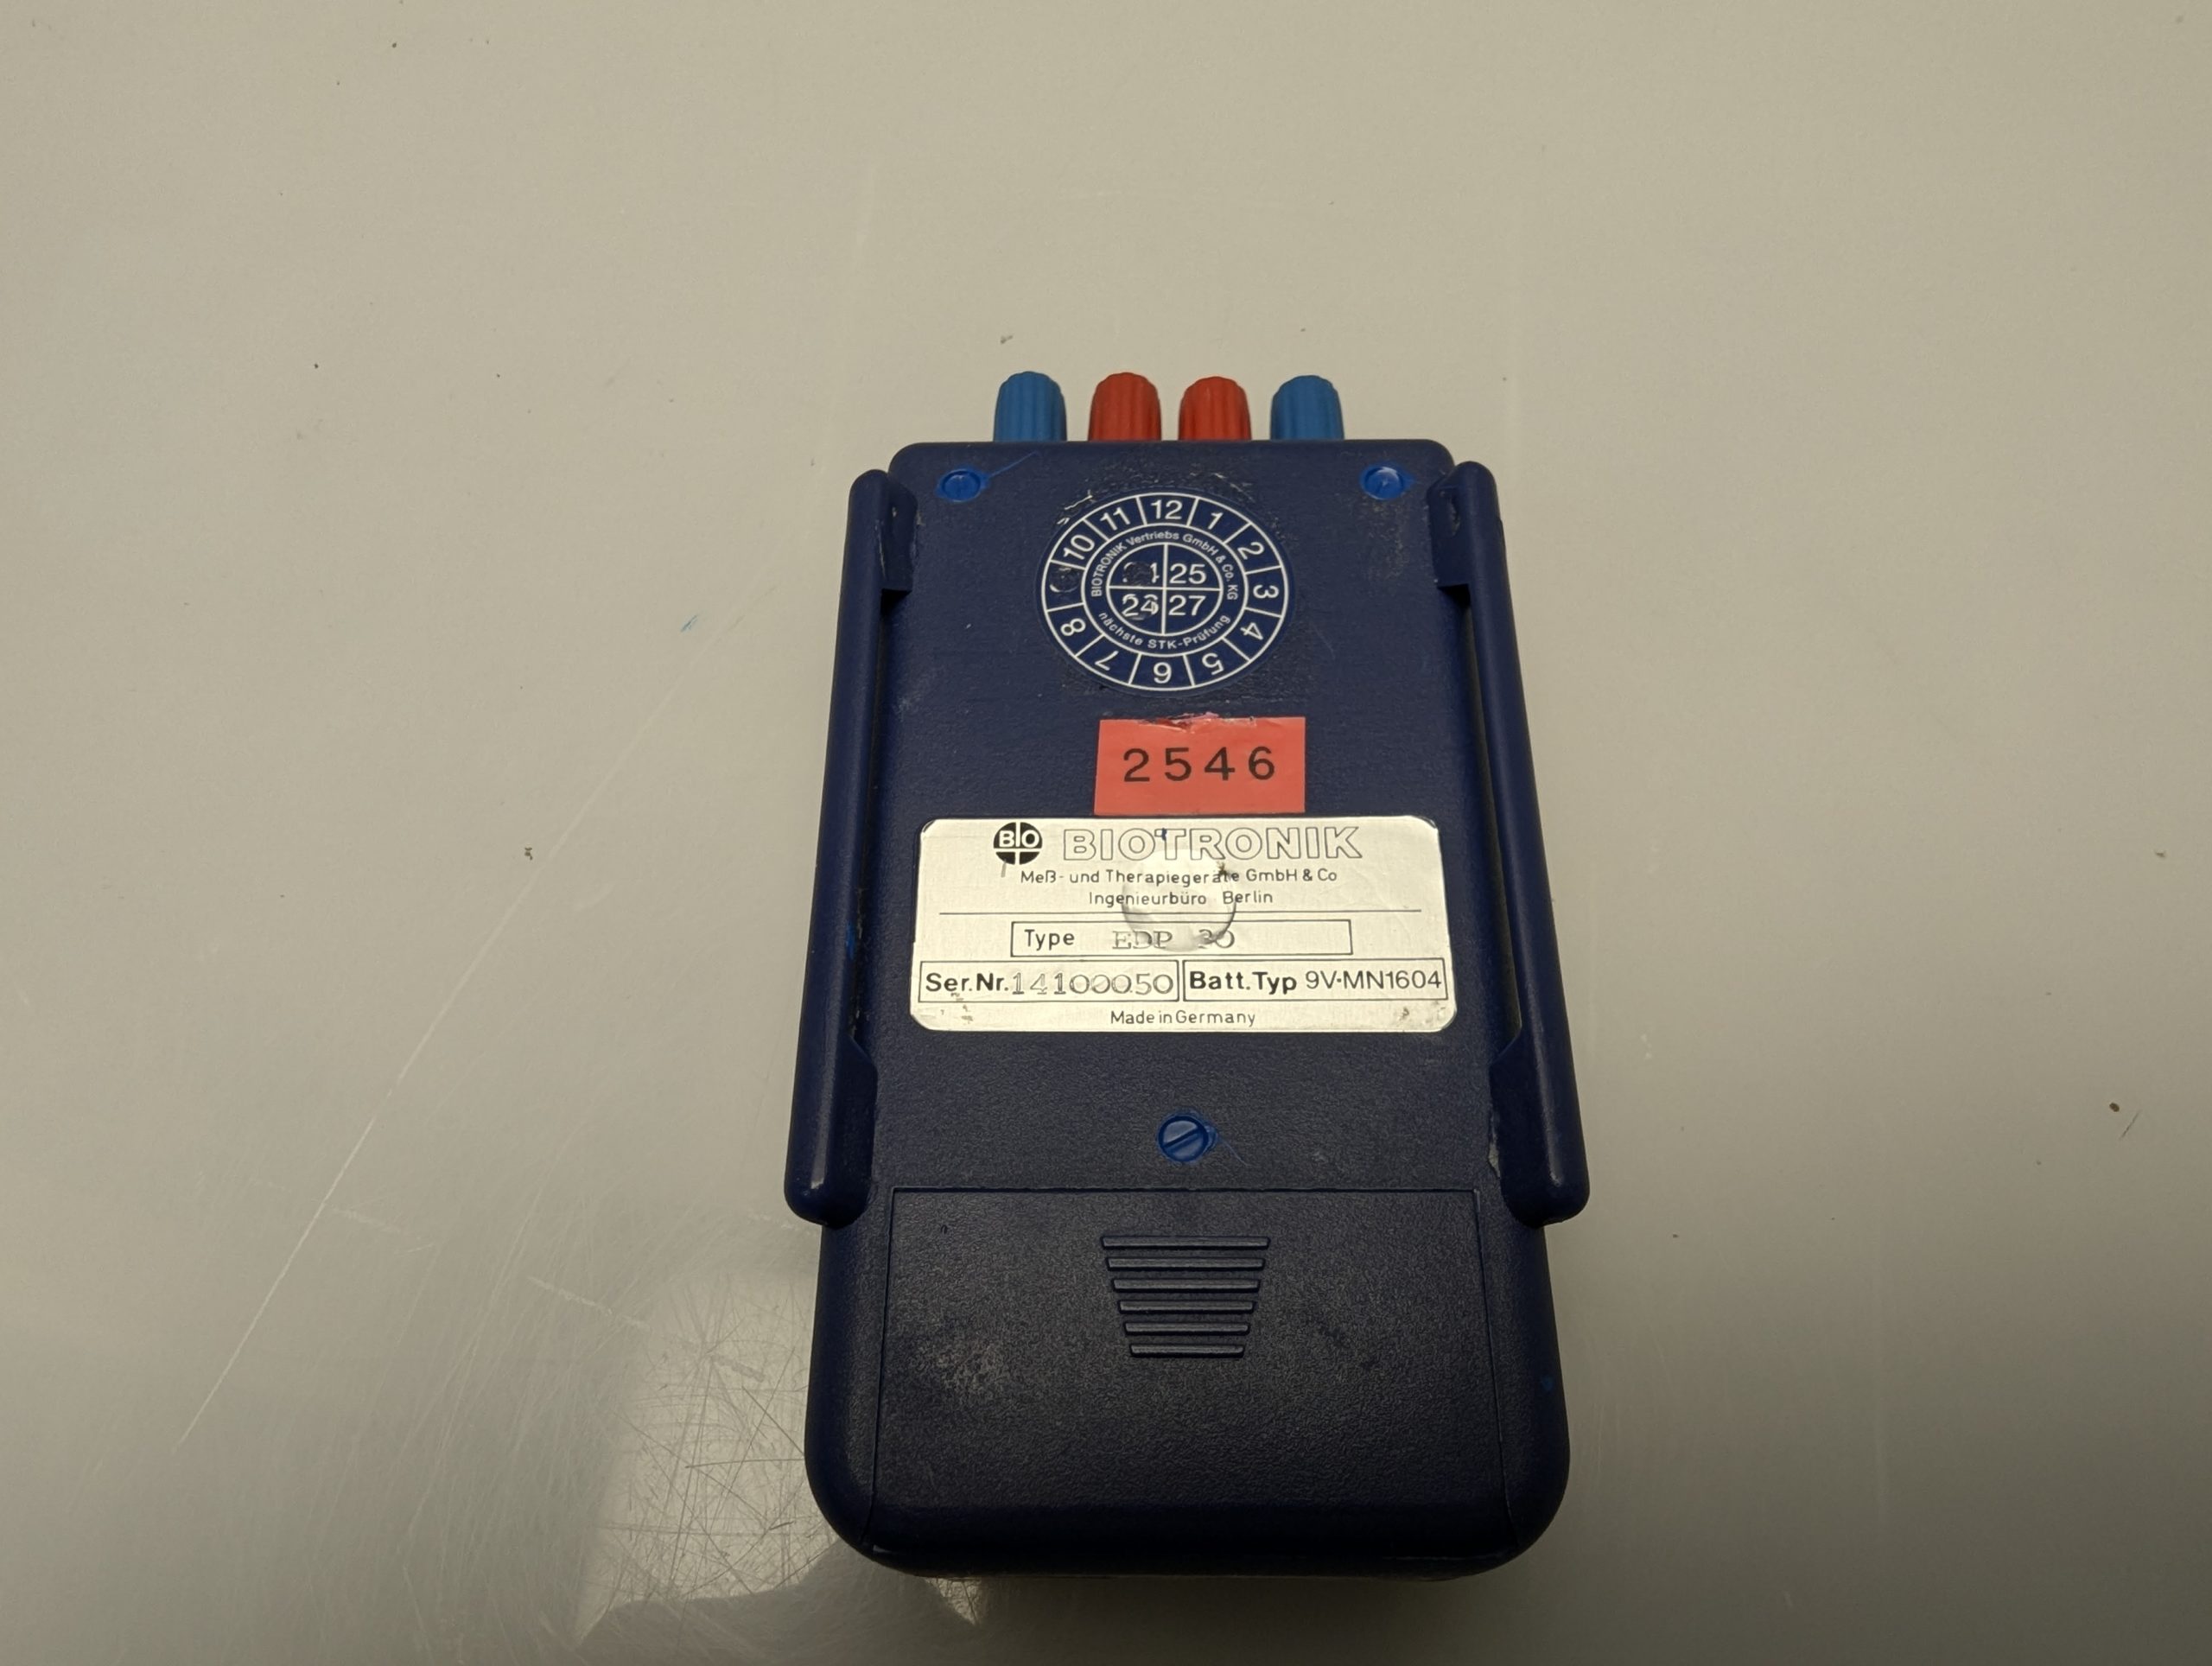 11 12 1
10 2
3
8 4
7 6 5
BIOTRONIK Vertriebs GmbH & Co. KG
nächste STK-Prüfung
25
27
2546
BIO BIOTRONIK
Meß- und Therapiegeräte GmbH & Co
Ingenieurbüro Berlin
Type EDP 30
Ser.Nr. 14100050 Batt.Typ 9V-MN1604
Made in Germany